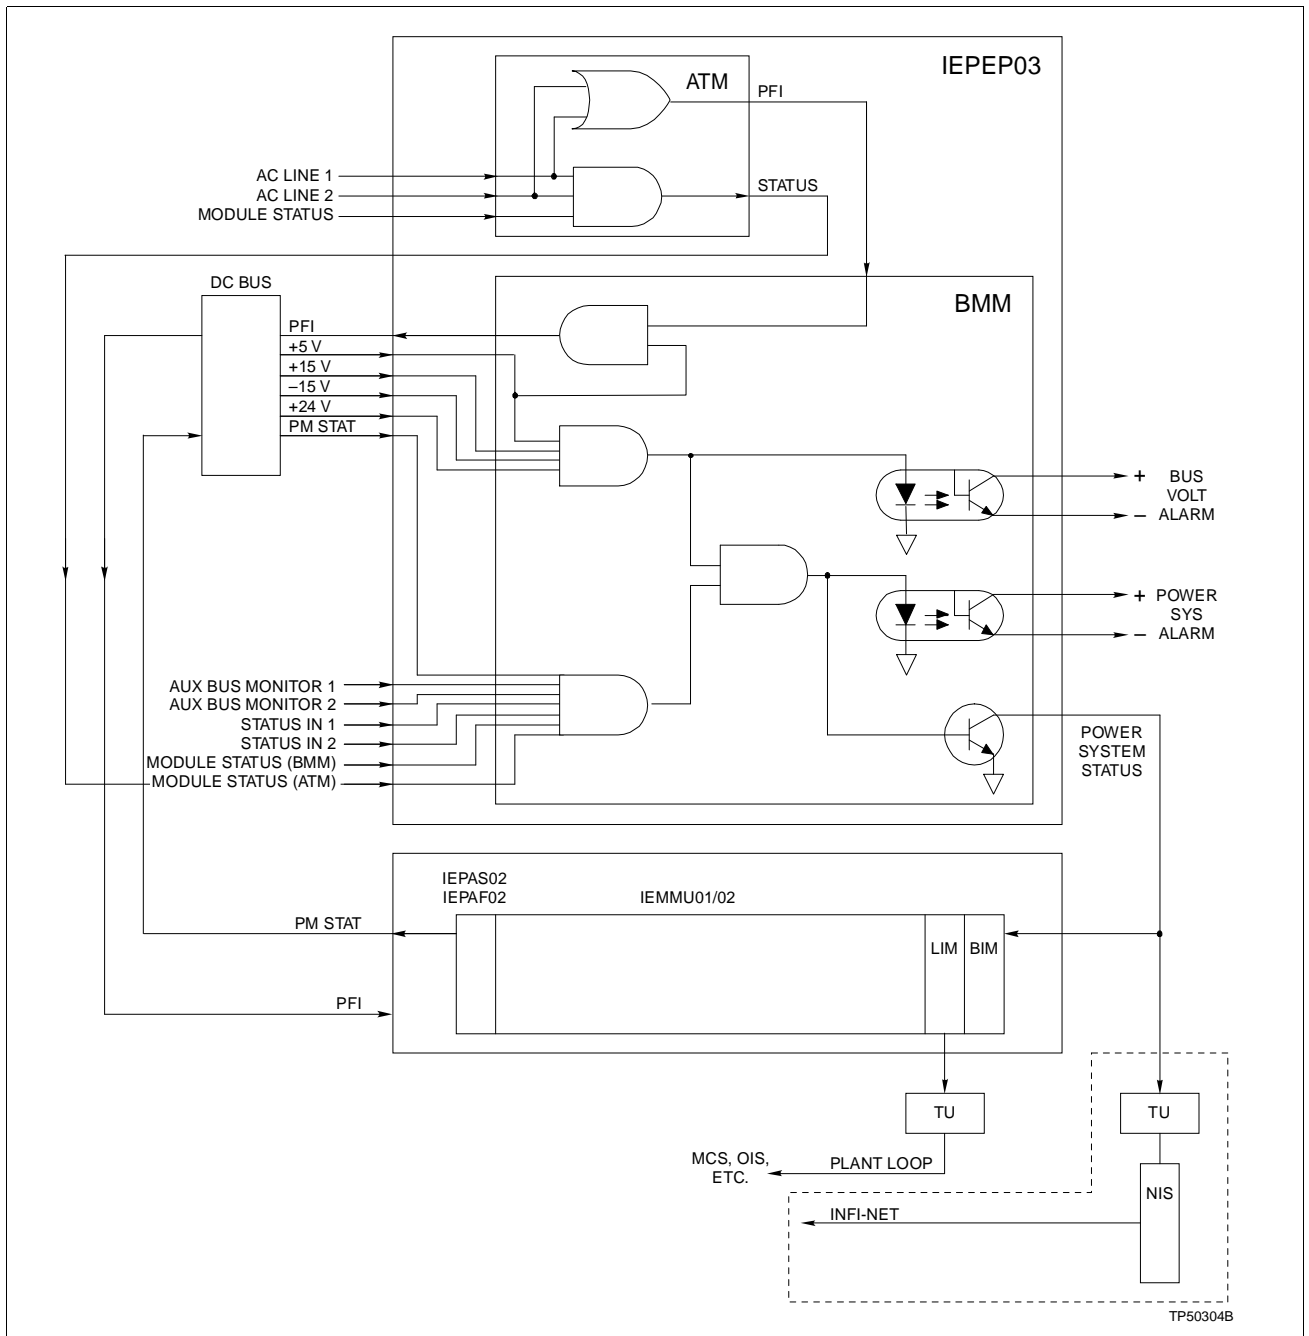 IEPEP03
ATM
PFI
AC LINE 1
AC LINE 2
MODULE STATUS
STATUS
DC BUS
BMM
PFI
+5 V
+15 V
–15 V
+24 V
PM STAT
+ BUS
VOLT
– ALARM
+ POWER
SYS
– ALARM
AUX BUS MONITOR 1
AUX BUS MONITOR 2
STATUS IN 1
STATUS IN 2
MODULE STATUS (BMM)
MODULE STATUS (ATM)
POWER
SYSTEM
STATUS
IEPAS02
IEPAF02
IEMMU01/02
PM STAT
LIM
BIM
PFI
TU
TU
MCS, OIS,
ETC.
PLANT LOOP
NIS
INFI-NET
TP50304B